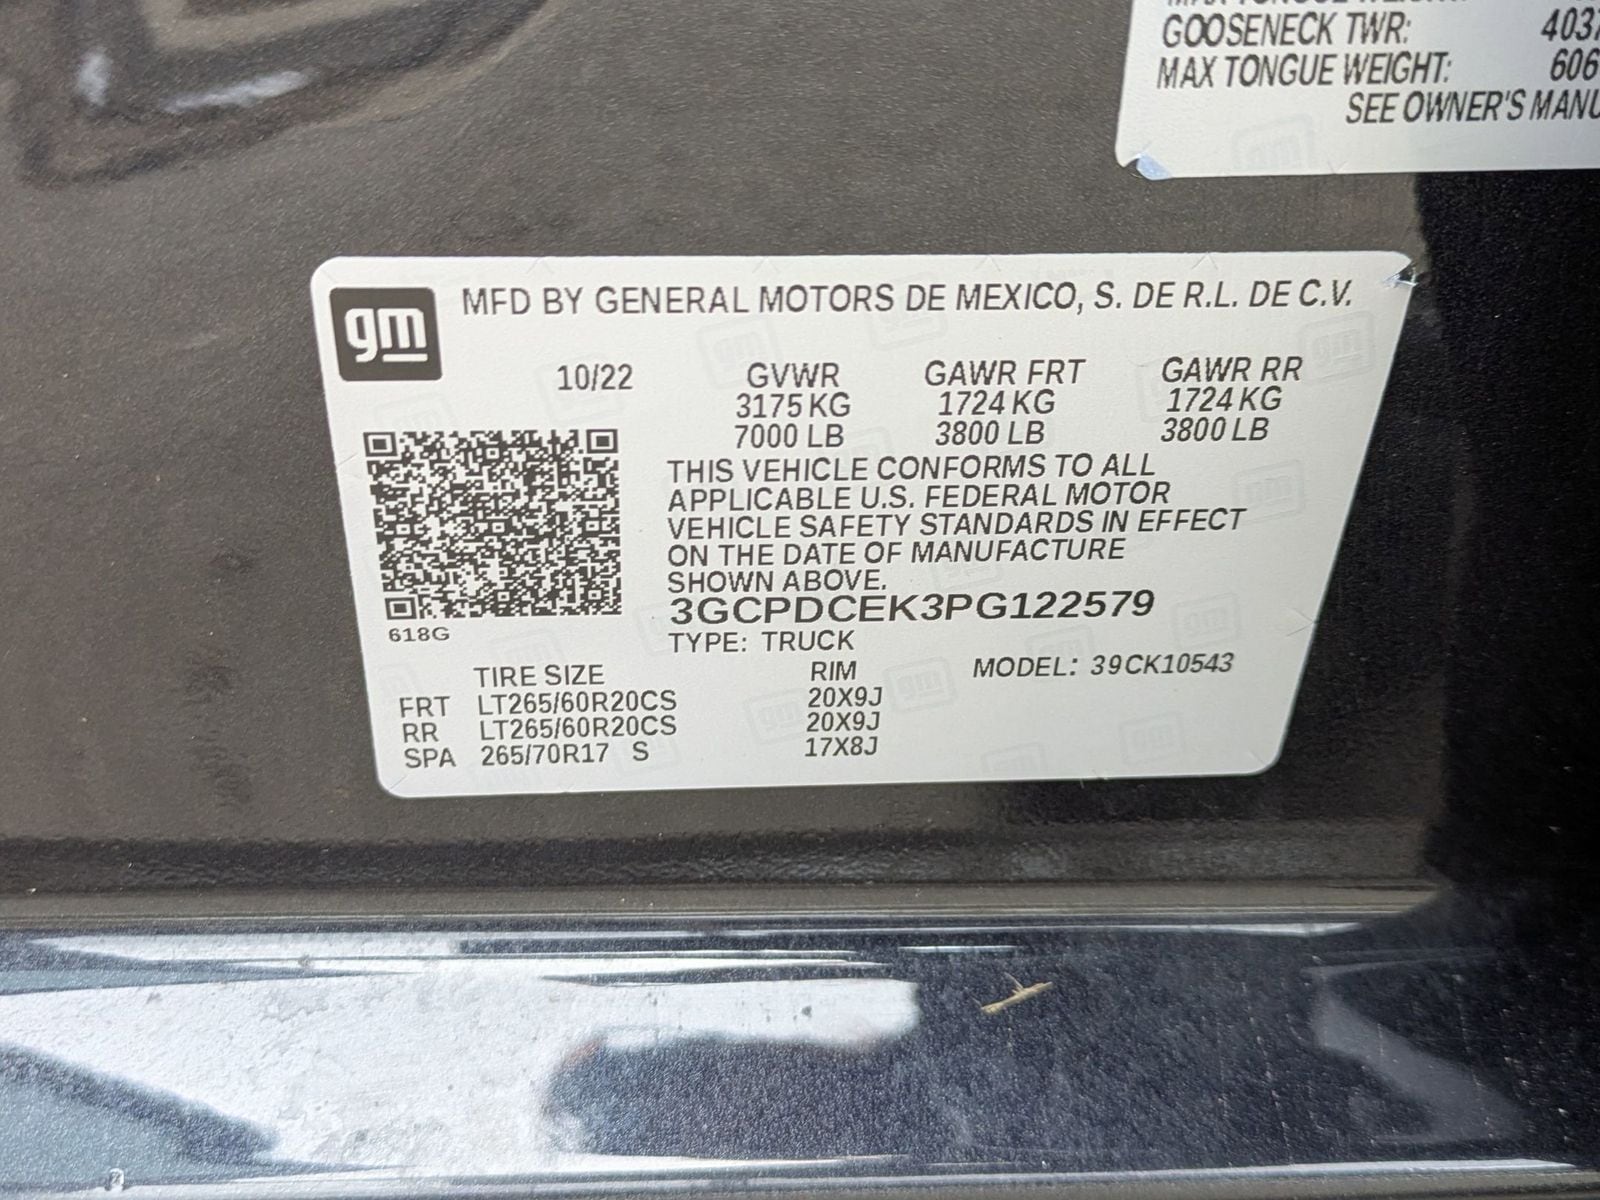 GOOSENECK TWR:
MAX TONGUE WEIGHT:
SEE OWNER'S
gm
MFD BY GENERAL MOTORS DE MEXICO, S. DE R.L. DE C.V.
10/22 GVWR GAWR FRT GAWR RR
3175 KG 1724 KG 1724 KG
7000 LB 3800 LB 3800 LB
THIS VEHICLE CONFORMS TO ALL
APPLICABLE U.S. FEDERAL MOTOR
VEHICLE SAFETY STANDARDS IN EFFECT
ON THE DATE OF MANUFACTURE
SHOWN ABOVE.
3GCPDCEK3PG122579
618G
TYPE: TRUCK
TIRE SIZE RIM MODEL: 39CK10543
FRT LT265/60R20CS 20X9J
RR LT265/60R20CS 20X9J
SPA 265/70R17 S 17X8J